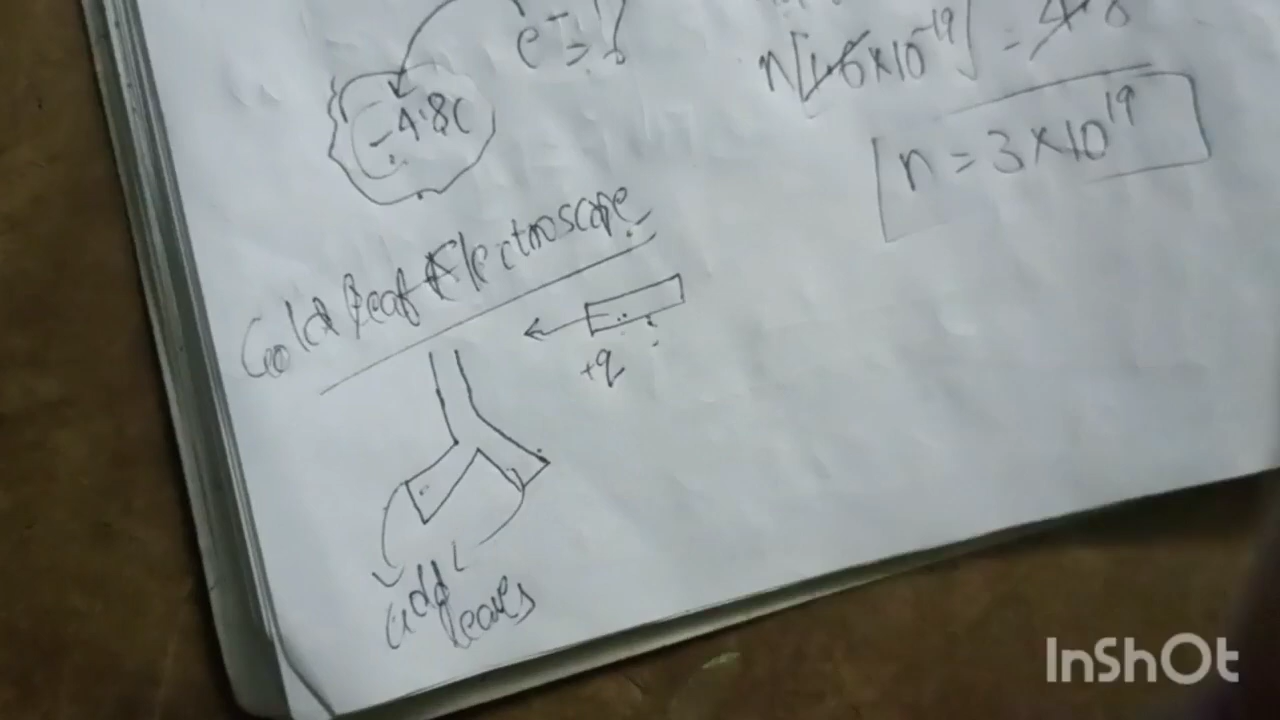 e⁻ = ?
-4.8C
n[1.6×10⁻¹⁹] = 4.8
n = 3×10¹⁹
Gold Leaf Electroscope
+q
Gold
leaves
InShOt